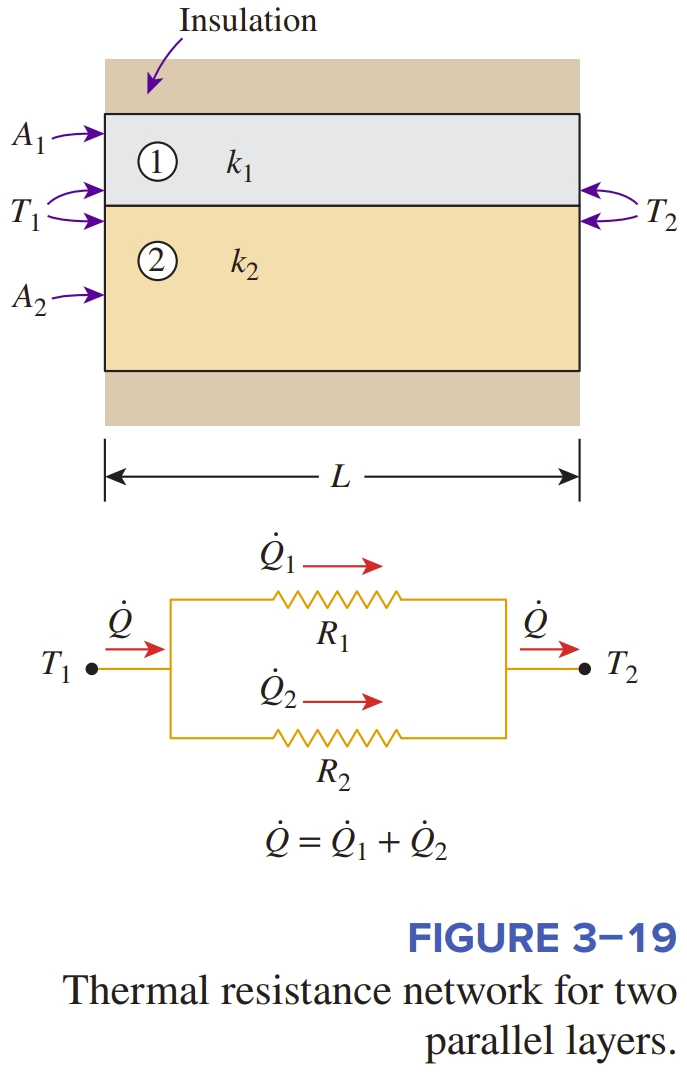 Insulation
A₁
① k₁
T₁ T₂
② k₂
A₂
L
Q̇₁
Q̇ R₁ Q̇
T₁ T₂
Q̇₂
R₂
Q̇ = Q̇₁ + Q̇₂
FIGURE 3–19
Thermal resistance network for two
parallel layers.